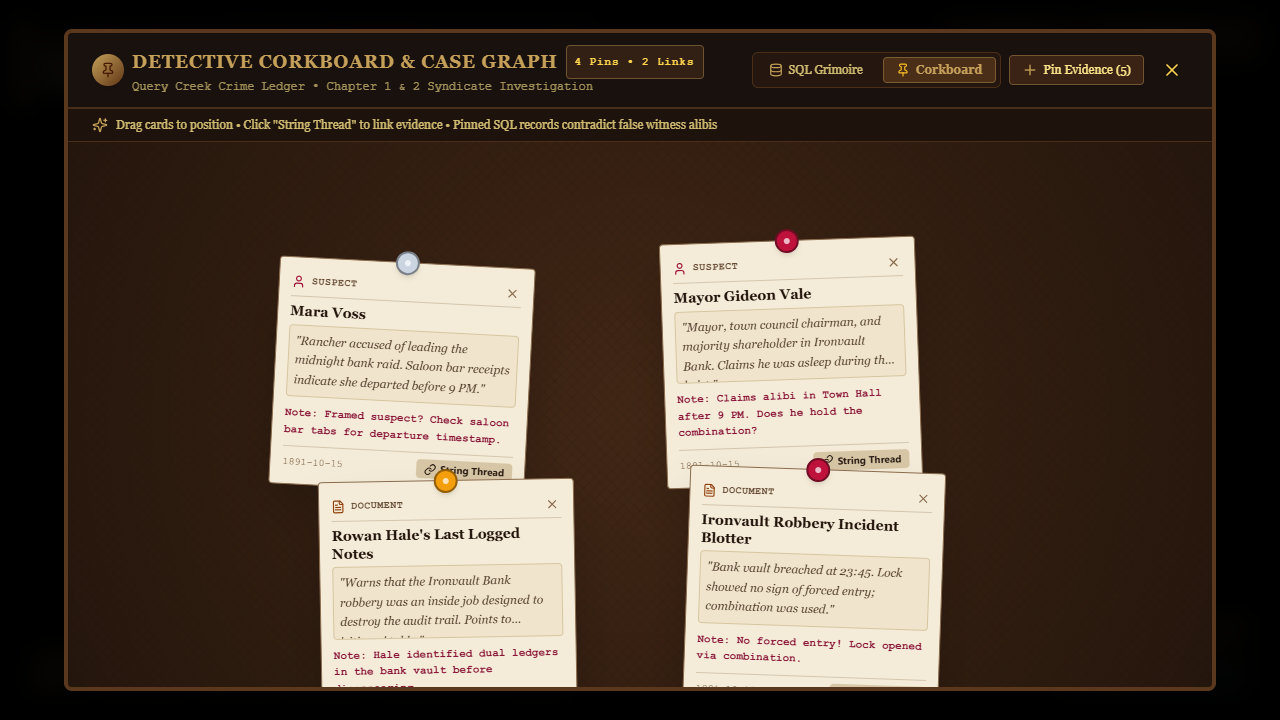 DETECTIVE CORKBOARD & CASE GRAPH
4 Pins • 2 Links
Query Creek Crime Ledger • Chapter 1 & 2 Syndicate Investigation
SQL Grimoire
Corkboard
Pin Evidence (5)
Drag cards to position • Click "String Thread" to link evidence • Pinned SQL records contradict false witness alibis
SUSPECT
Mara Voss
"Rancher accused of leading the
midnight bank raid. Saloon bar receipts
indicate she departed before 9 PM."
Note: Framed suspect? Check saloon
bar tabs for departure timestamp.
1891-10-15
String Thread
SUSPECT
Mayor Gideon Vale
"Mayor, town council chairman, and
majority shareholder in Ironvault
Bank. Claims he was asleep during th...
Note: Claims alibi in Town Hall
after 9 PM. Does he hold the
combination?
1891-10-15
String Thread
DOCUMENT
Rowan Hale's Last Logged
Notes
"Warns that the Ironvault Bank
robbery was an inside job designed to
destroy the audit trail. Points to...
Note: Hale identified dual ledgers
in the bank vault before
DOCUMENT
Ironvault Robbery Incident
Blotter
"Bank vault breached at 23:45. Lock
showed no sign of forced entry;
combination was used."
Note: No forced entry! Lock opened
via combination.